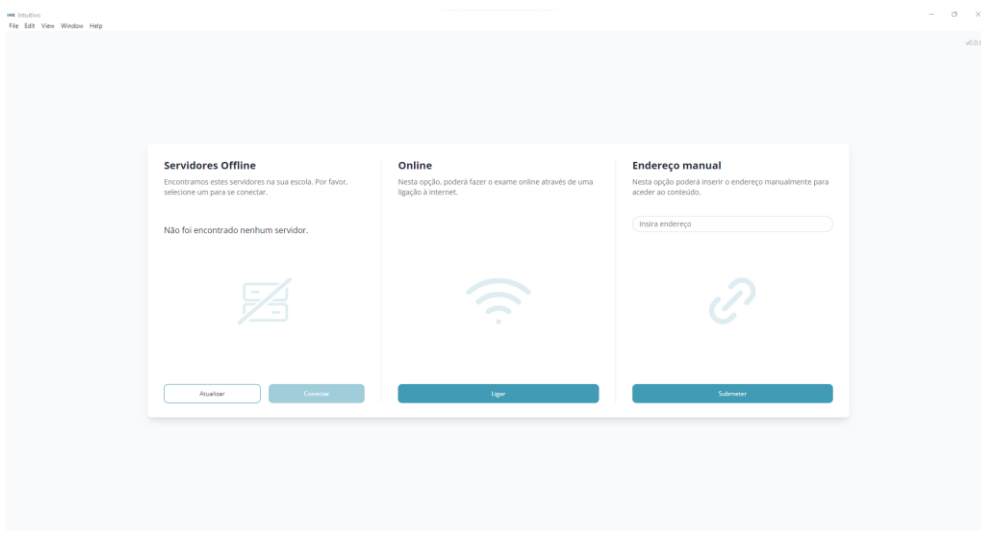 Intuitivo
File Edit View Window Help
Servidores Offline
Encontramos estes servidores na sua escola. Por favor,
selecione um para se conectar.
Não foi encontrado nenhum servidor.
Atualizar
Conectar
Online
Nesta opção, poderá fazer o exame online através de uma
ligação à internet.
Ligar
Endereço manual
Nesta opção poderá inserir o endereço manualmente para
aceder ao conteúdo.
Insira endereço
Submeter